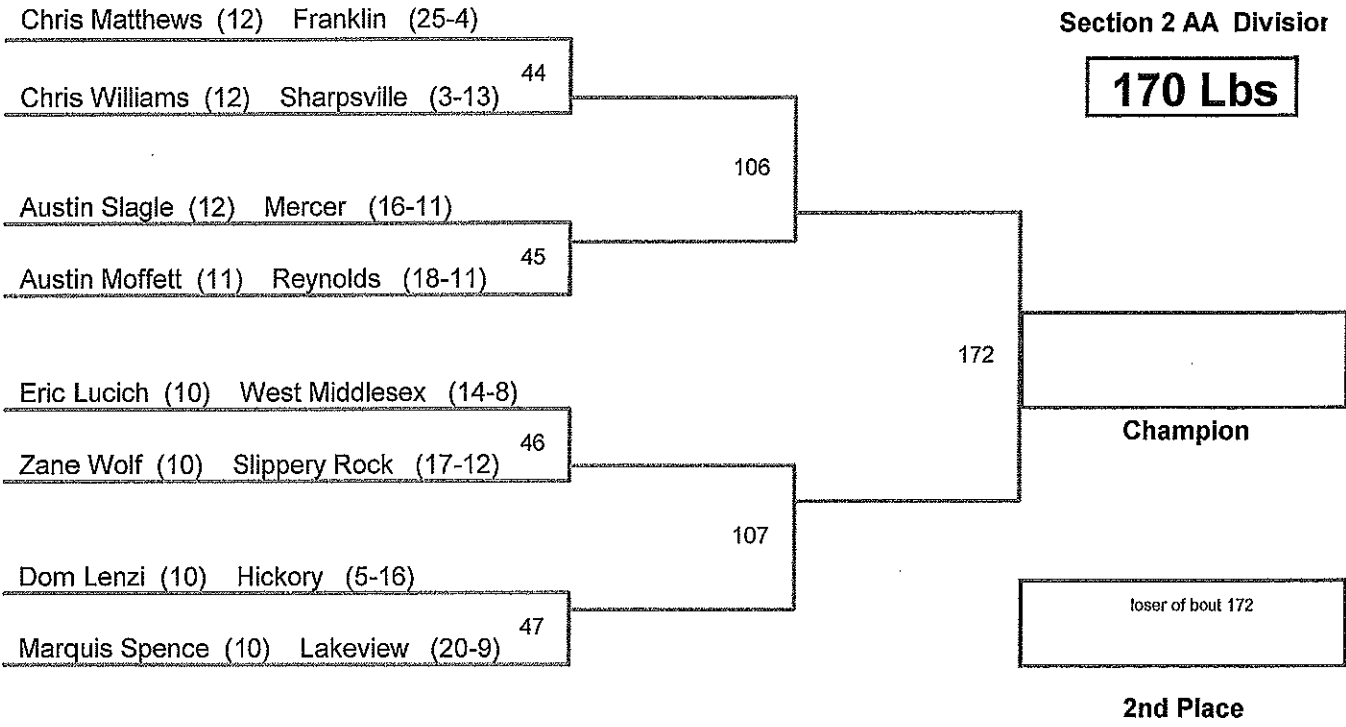 Chris Matthews (12) Franklin (25-4)
Section 2 AA Division
44
170 Lbs
Chris Williams (12) Sharpsville (3-13)
106
Austin Slagle (12) Mercer (16-11)
45
Austin Moffett (11) Reynolds (18-11)
172
Eric Lucich (10) West Middlesex (14-8)
Champion
46
Zane Wolf (10) Slippery Rock (17-12)
107
Dom Lenzi (10) Hickory (5-16)
loser of bout 172
47
Marquis Spence (10) Lakeview (20-9)
2nd Place